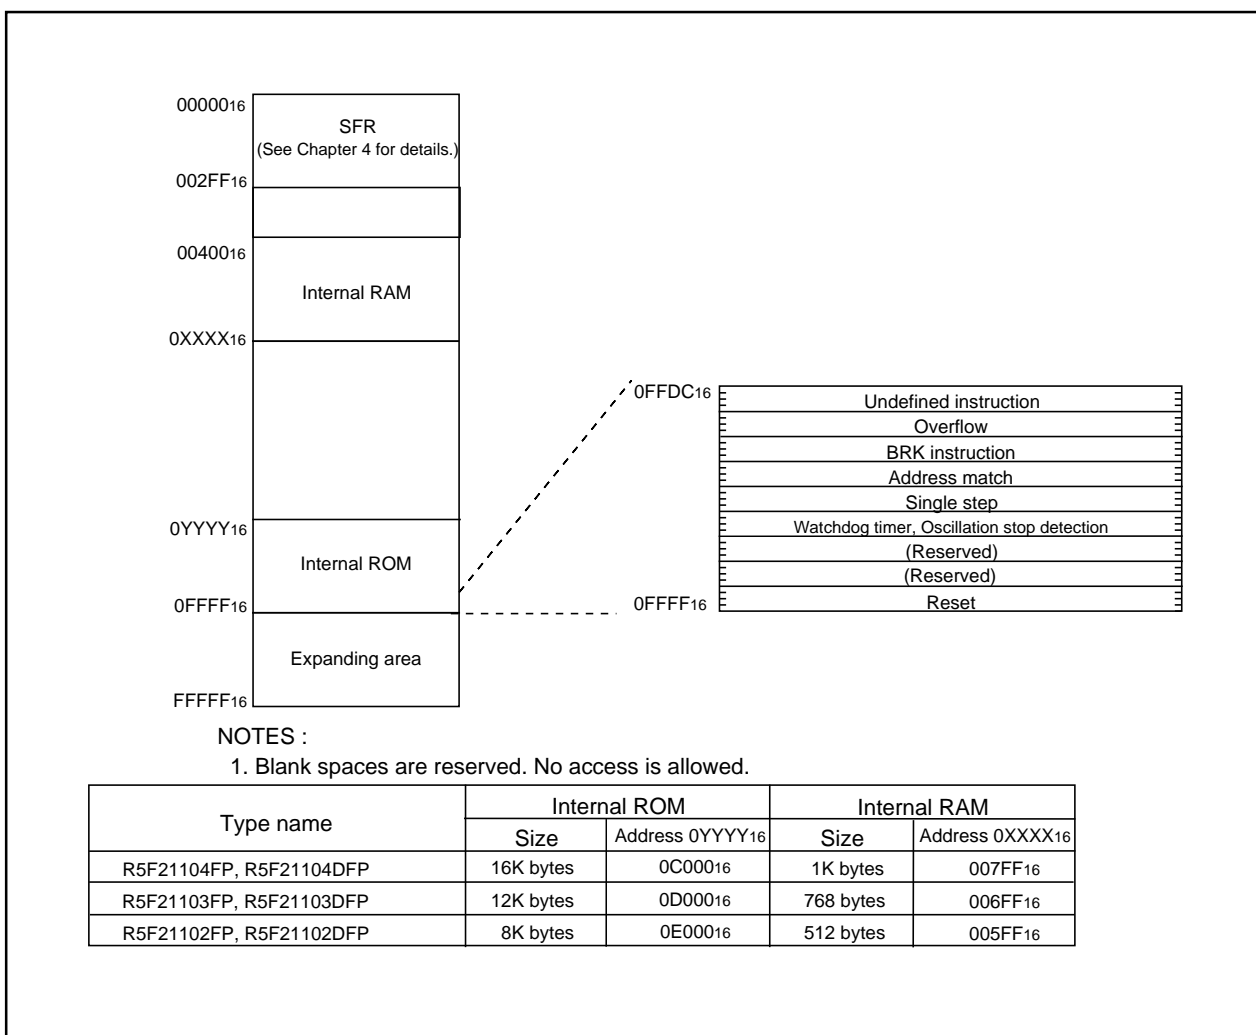 0000016
SFR
(See Chapter 4 for details.)
002FF16
0040016
Internal RAM
0XXXX16
0YYYY16
Internal ROM
0FFFF16
Expanding area
FFFFF16
0FFDC16
Undefined instruction
Overflow
BRK instruction
Address match
Single step
Watchdog timer, Oscillation stop detection
(Reserved)
(Reserved)
0FFFF16
Reset
NOTES :
1. Blank spaces are reserved. No access is allowed.
Type name Internal ROM Internal RAM
Size Address 0YYYY16 Size Address 0XXXX16
R5F21104FP, R5F21104DFP 16K bytes 0C00016 1K bytes 007FF16
R5F21103FP, R5F21103DFP 12K bytes 0D00016 768 bytes 006FF16
R5F21102FP, R5F21102DFP 8K bytes 0E00016 512 bytes 005FF16